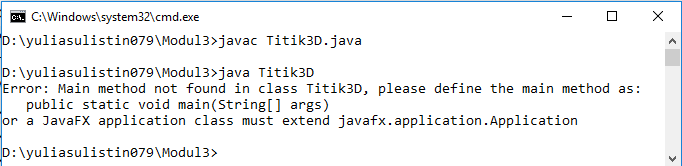 C:\Windows\system32\cmd.exe
D:\yuliasulistin079\Modul3>javac Titik3D.java
D:\yuliasulistin079\Modul3>java Titik3D
Error: Main method not found in class Titik3D, please define the main method as:
   public static void main(String[] args)
or a JavaFX application class must extend javafx.application.Application
D:\yuliasulistin079\Modul3>